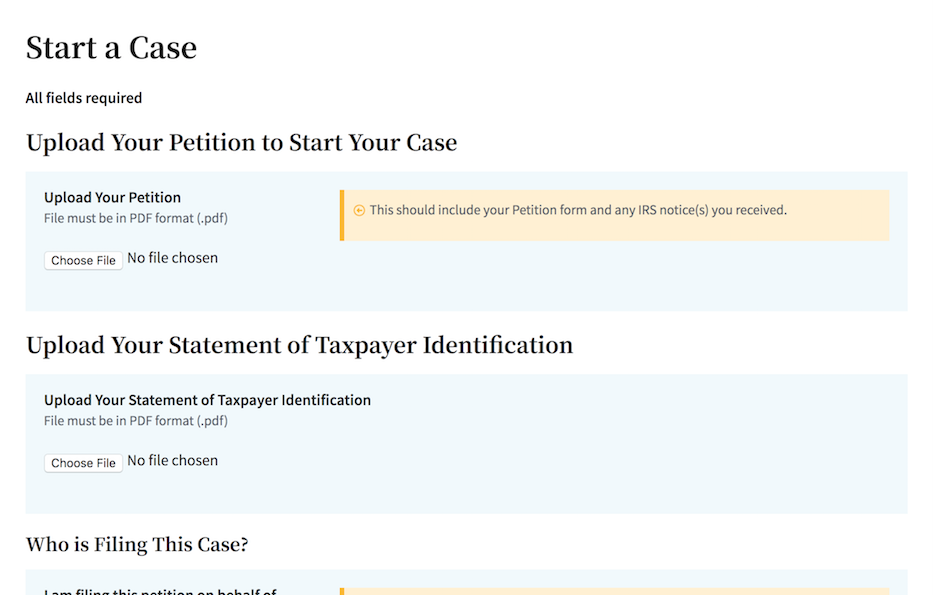 Start a Case
All fields required
Upload Your Petition to Start Your Case
Upload Your Petition
File must be in PDF format (.pdf)
This should include your Petition form and any IRS notice(s) you received.
Choose File No file chosen
Upload Your Statement of Taxpayer Identification
Upload Your Statement of Taxpayer Identification
File must be in PDF format (.pdf)
Choose File No file chosen
Who is Filing This Case?
I am filing this petition on behalf of